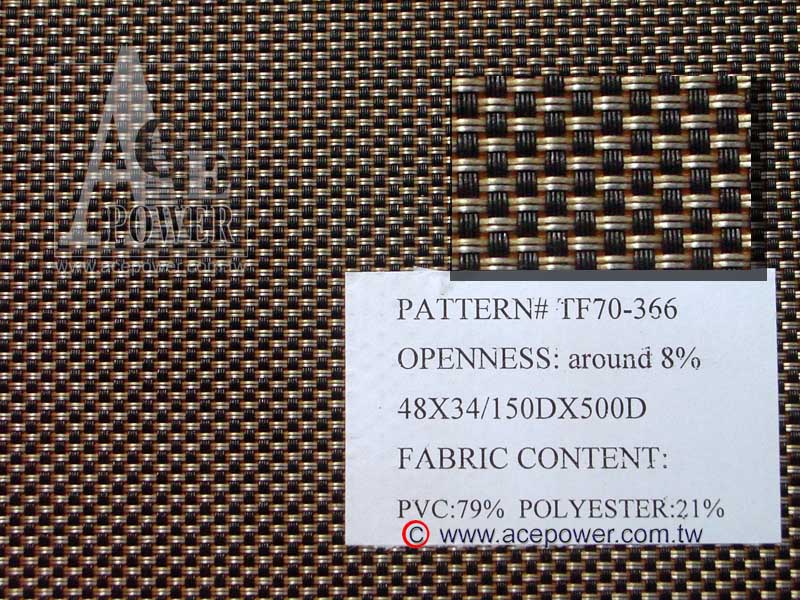 ACE
POWER
www.acepower.com.tw
PATTERN# TF70-366
OPENNESS: around 8%
48X34/150DX500D
FABRIC CONTENT:
PVC:79% POLYESTER:21%
© www.acepower.com.tw